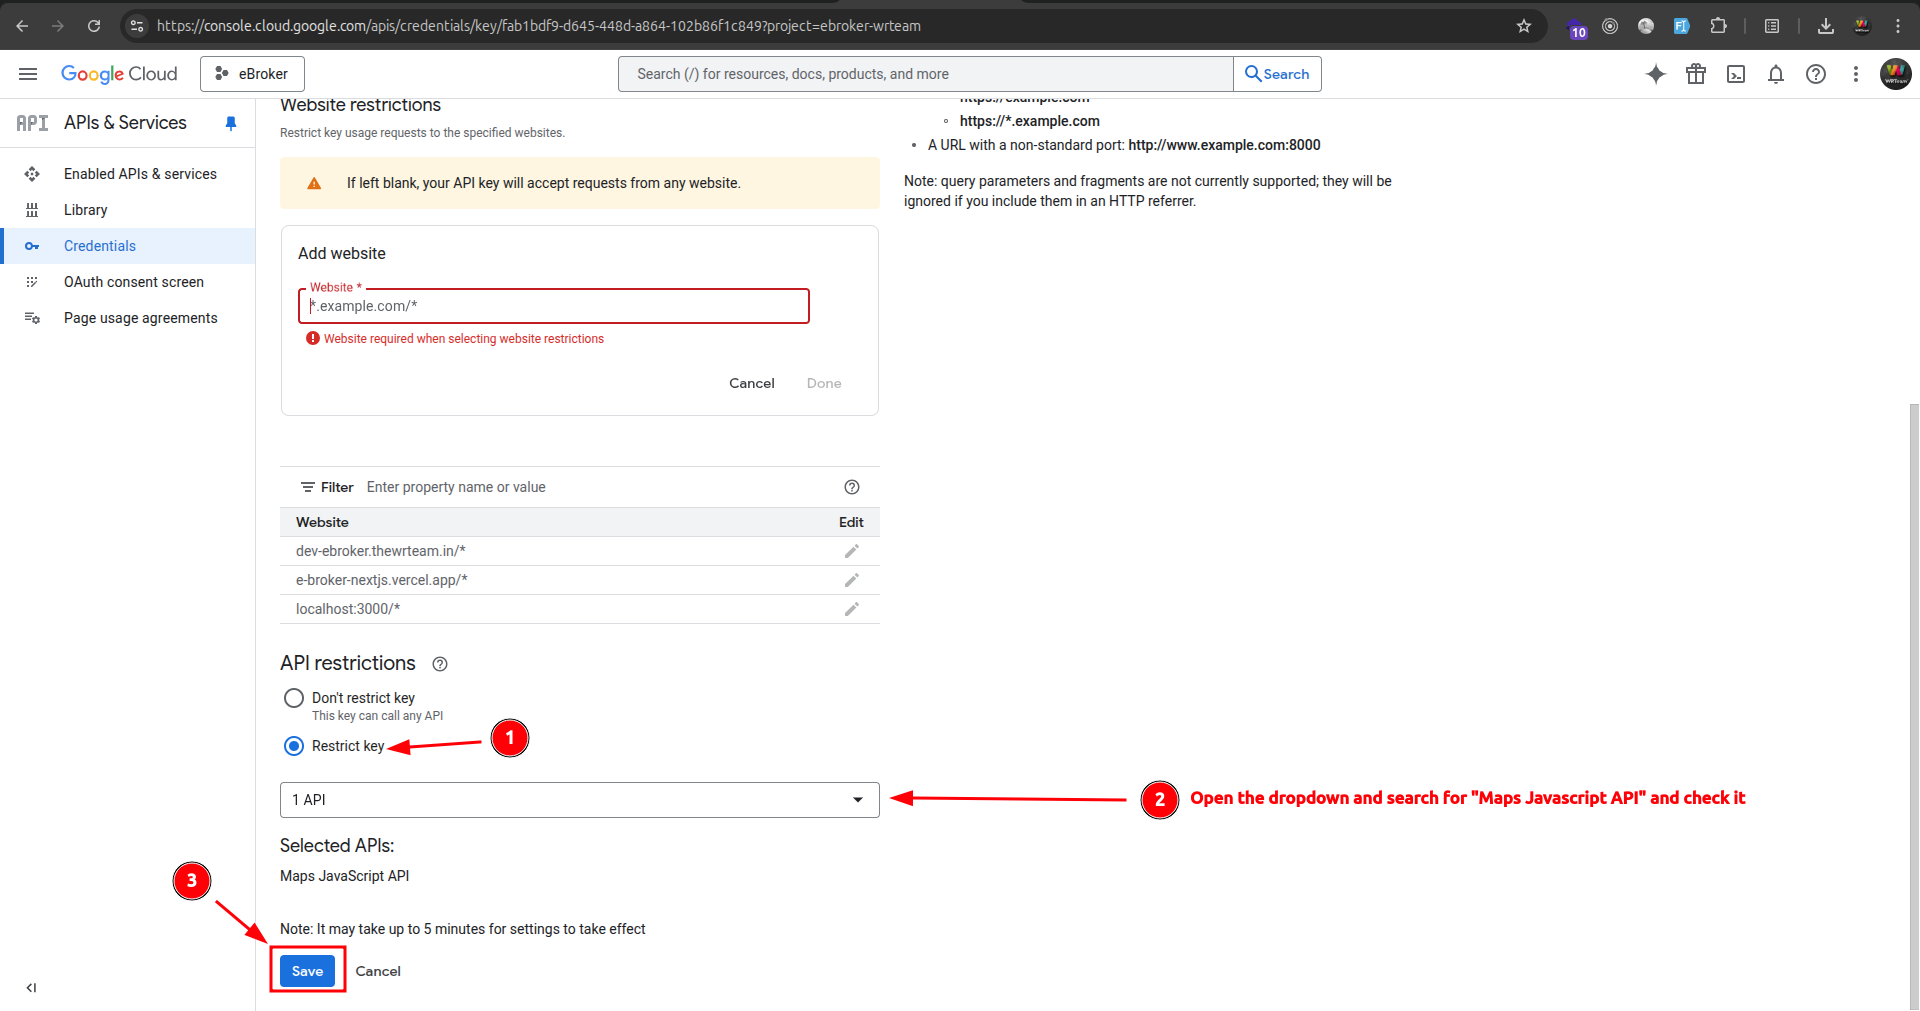 https://console.cloud.google.com/apis/credentials/key/fab1bdf9-d645-448d-a864-102b86f1c849?project=ebroker-wrteam
10
Google Cloud
eBroker
Search (/) for resources, docs, products, and more
Search
API APIs & Services
Enabled APIs & services
Library
Credentials
OAuth consent screen
Page usage agreements
Website restrictions
Restrict key usage requests to the specified websites.
If left blank, your API key will accept requests from any website.
Add website
Website *
*.example.com/*
Website required when selecting website restrictions
Cancel
Done
Filter Enter property name or value
Website Edit
dev-ebroker.thewrteam.in/*
e-broker-nextjs.vercel.app/*
localhost:3000/*
API restrictions
Don't restrict key
This key can call any API
Restrict key
1
1 API
2 Open the dropdown and search for "Maps Javascript API" and check it
Selected APIs:
Maps JavaScript API
3
Note: It may take up to 5 minutes for settings to take effect
Save
Cancel
https://example.com
https://*.example.com
A URL with a non-standard port: http://www.example.com:8000
Note: query parameters and fragments are not currently supported; they will be
ignored if you include them in an HTTP referrer.